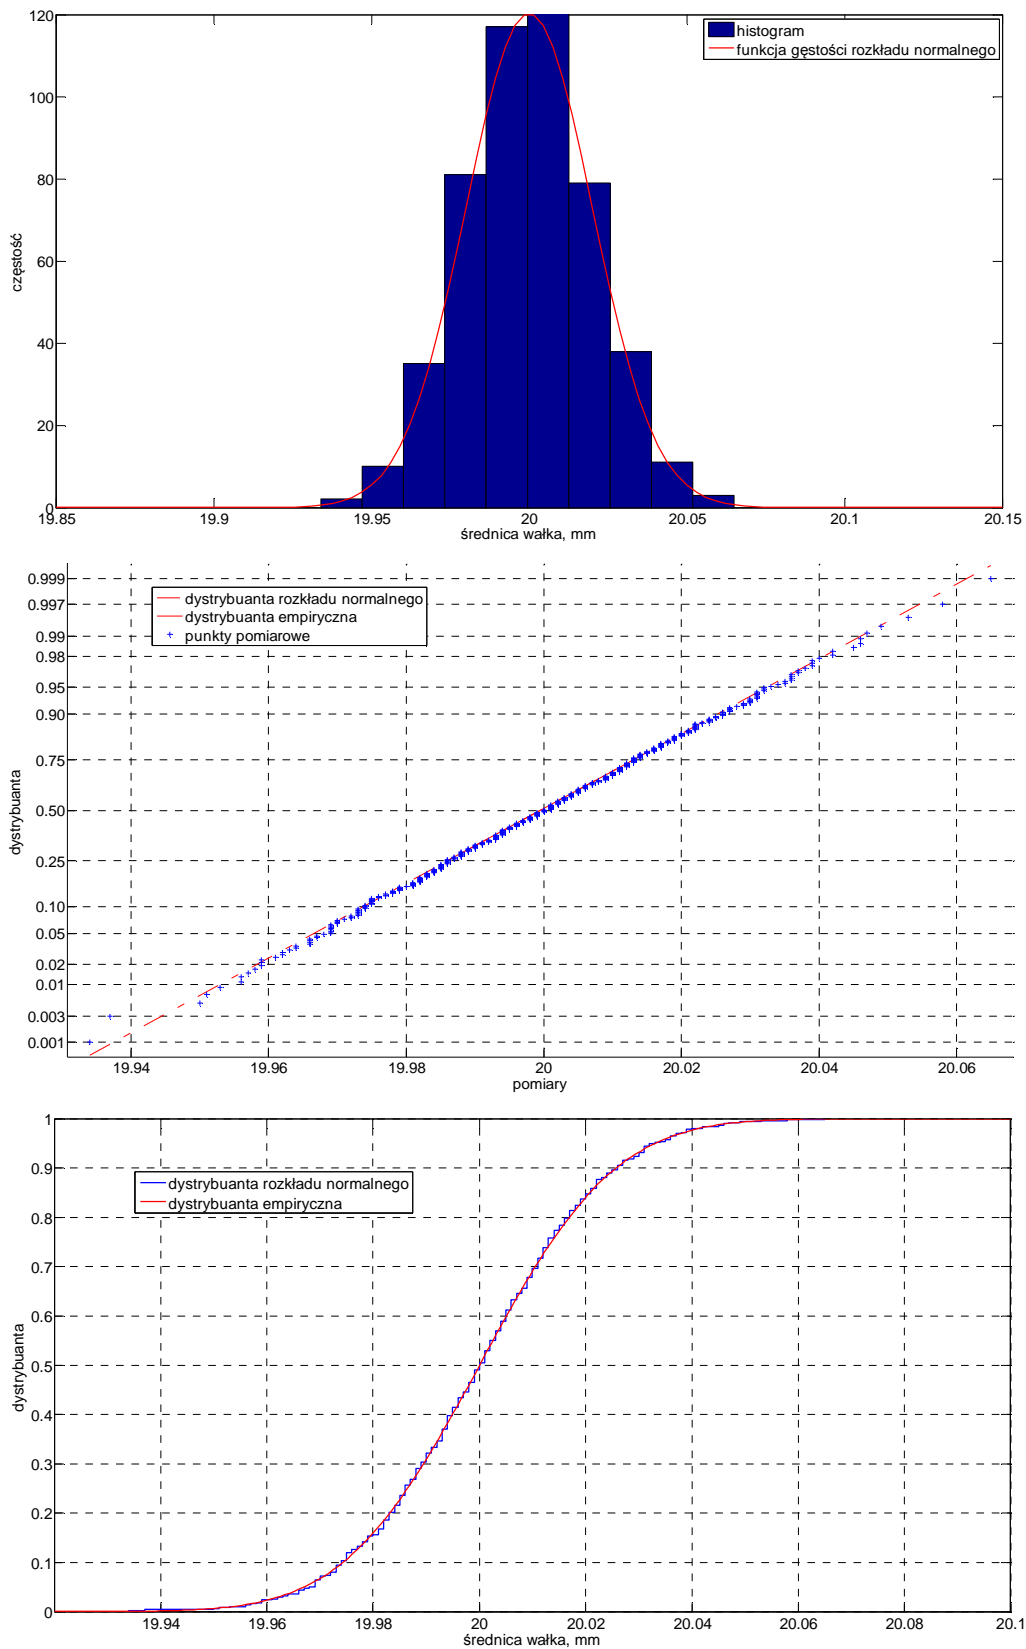 120
100
80
60
40
20
0
częstość
histogram
funkcja gęstości rozkładu normalnego
19.85 19.9 19.95 20 20.05 20.1 20.15
średnica wałka, mm
0.999
0.997
0.99
0.98
0.95
0.90
0.75
0.50
0.25
0.10
0.05
0.02
0.01
0.003
0.001
dystrybuanta
dystrybuanta rozkładu normalnego
dystrybuanta empiryczna
punkty pomiarowe
19.94 19.96 19.98 20 20.02 20.04 20.06
pomiary
1
0.9
0.8
0.7
0.6
0.5
0.4
0.3
0.2
0.1
0
dystrybuanta
dystrybuanta rozkładu normalnego
dystrybuanta empiryczna
19.94 19.96 19.98 20 20.02 20.04 20.06 20.08 20.1
średnica wałka, mm